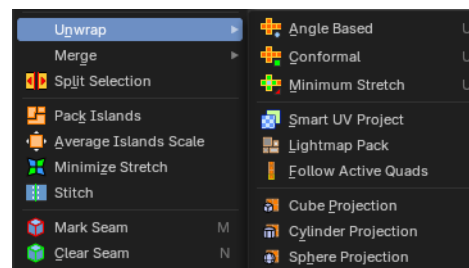 Unwrap
Merge
Split Selection
Pack Islands
Average Islands Scale
Minimize Stretch
Stitch
Mark Seam M
Clear Seam N
Angle Based U
Conformal U
Minimum Stretch U
Smart UV Project
Lightmap Pack
Follow Active Quads
Cube Projection
Cylinder Projection
Sphere Projection